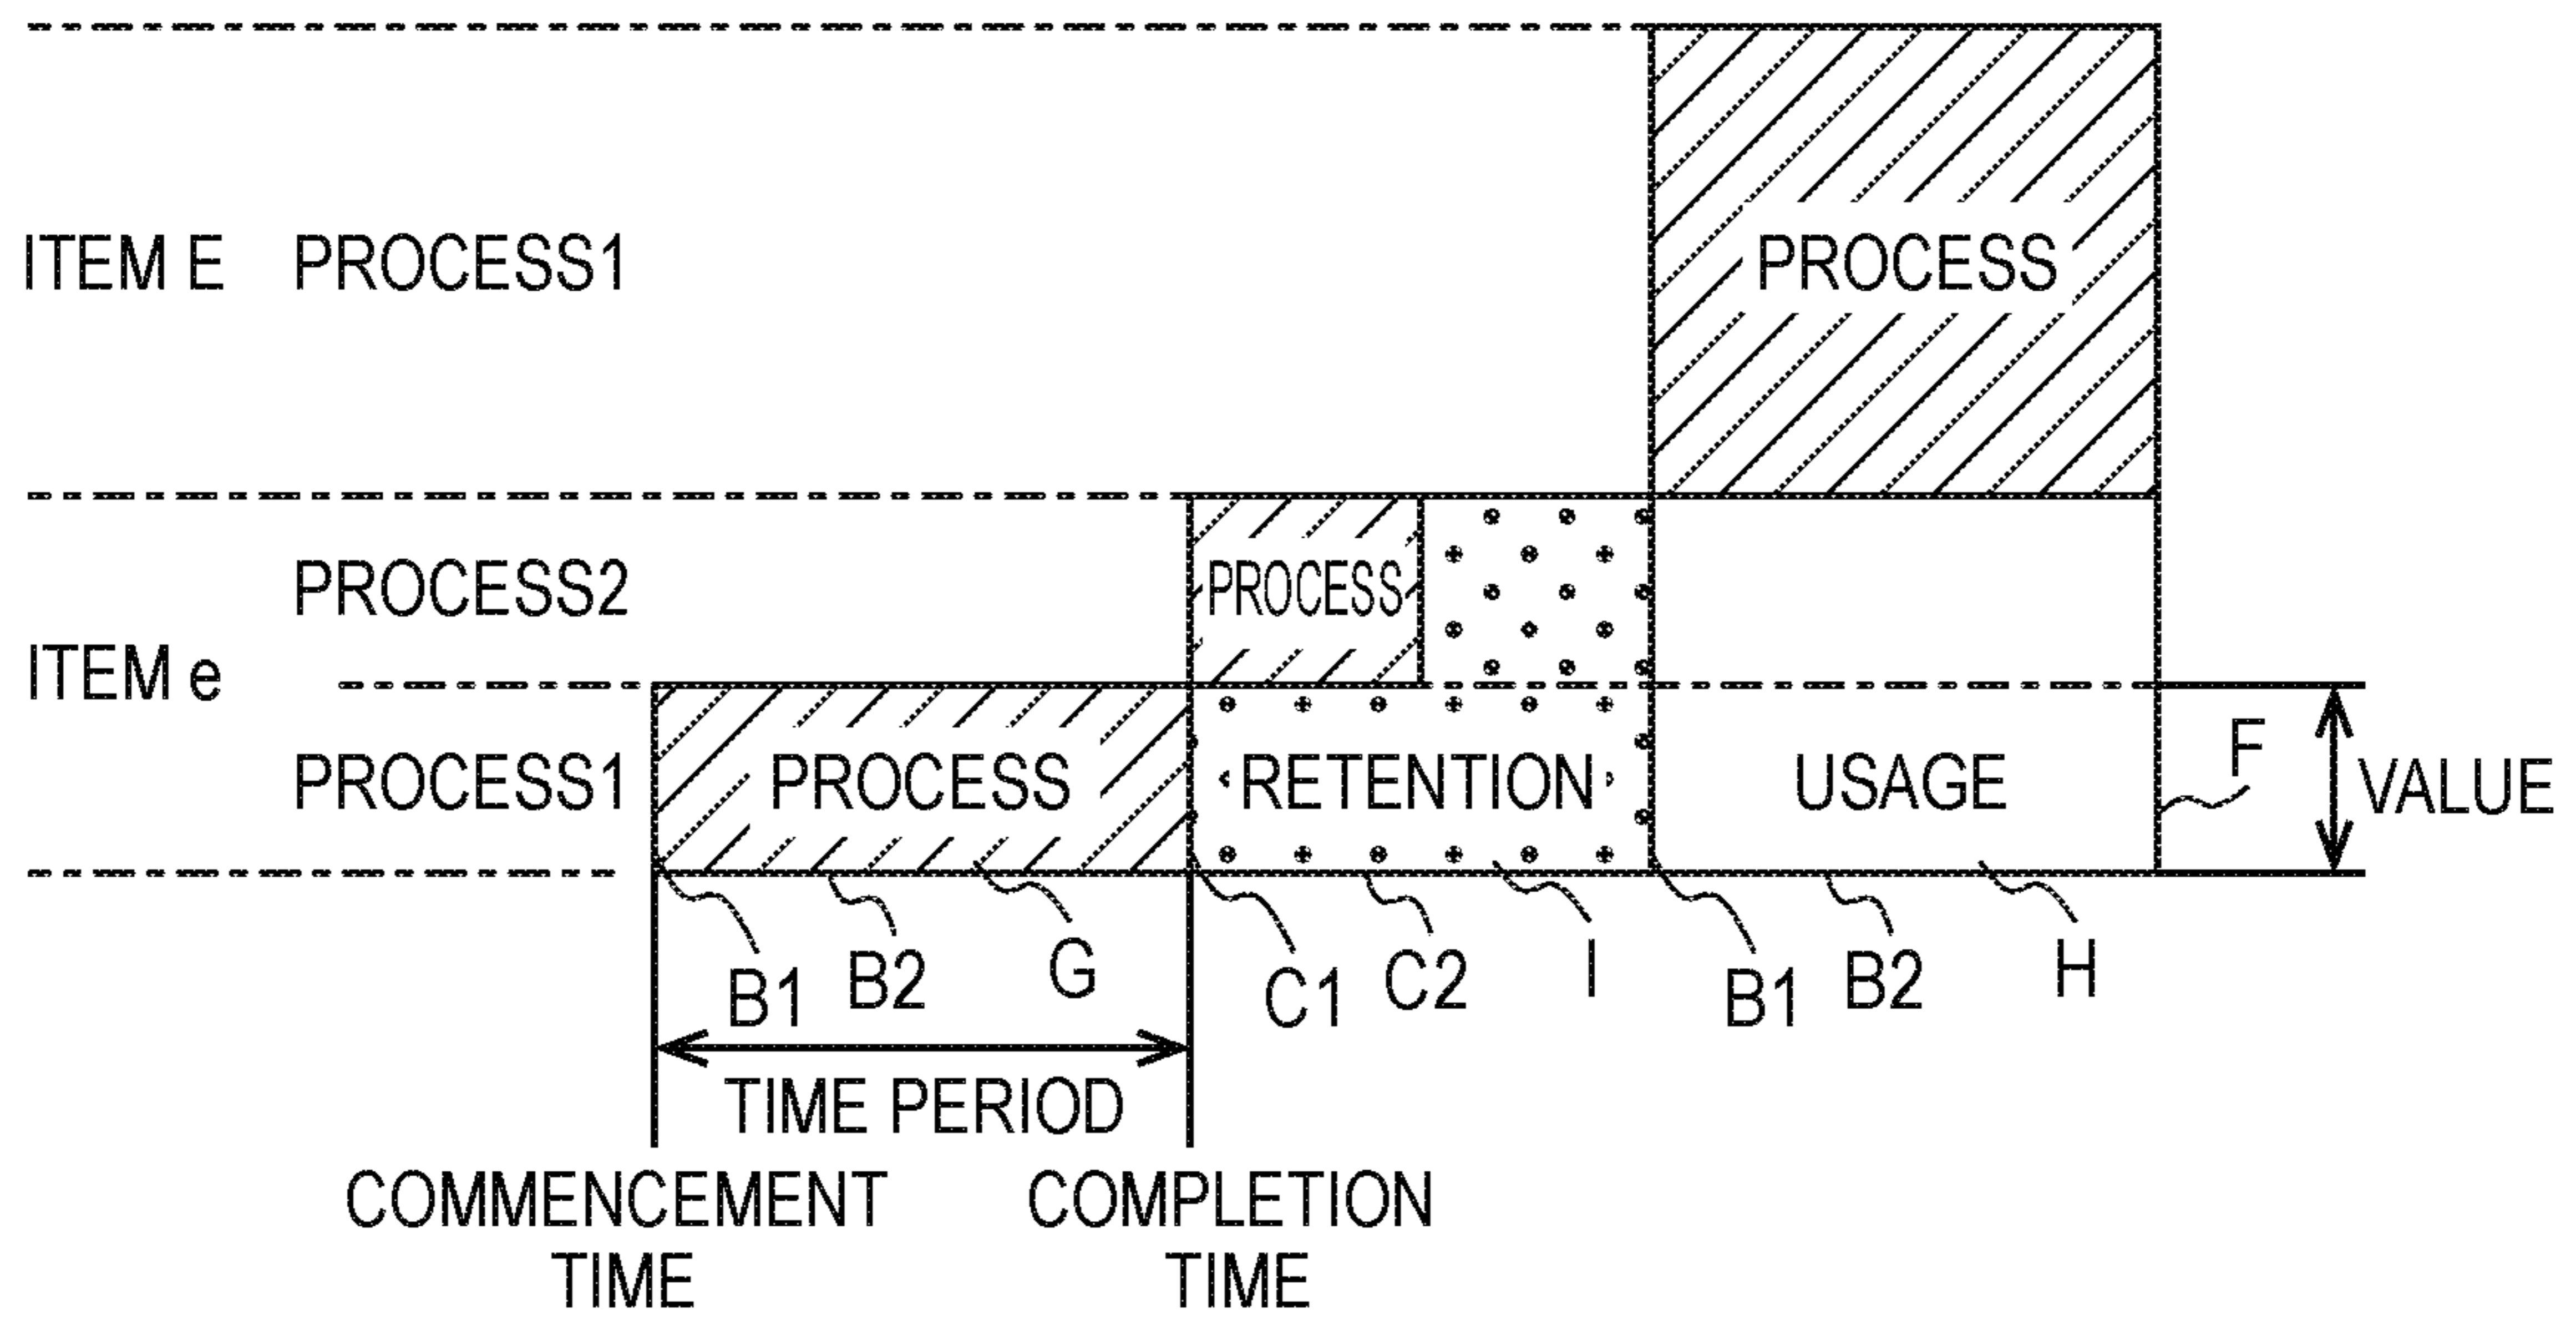 ITEM E PROCESS1 PROCESS
PROCESS2 PROCESS
ITEM e
PROCESS1 PROCESS RETENTION USAGE F VALUE
B1 B2 G C1 C2 I B1 B2 H
TIME PERIOD
COMMENCEMENT TIME
COMPLETION TIME